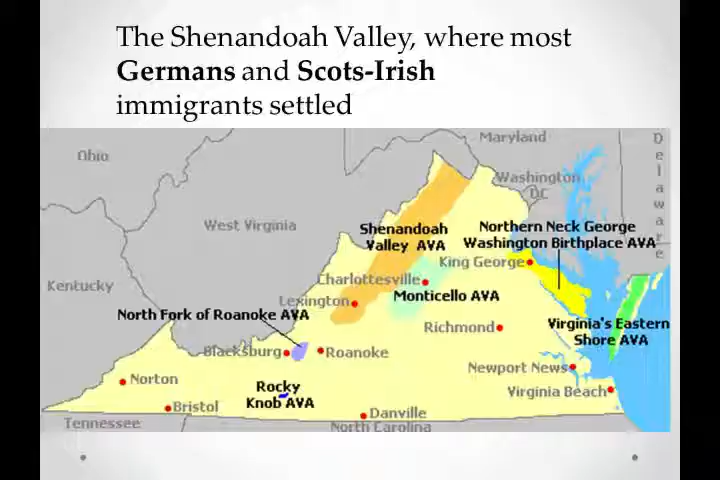 The Shenandoah Valley, where most
Germans and Scots-Irish
immigrants settled
Maryland
Delaware
Ohio
Washington
DC
West Virginia
Shenandoah
Valley AVA
Northern Neck George
Washington Birthplace AVA
King George
Kentucky
Charlottesville
Monticello AVA
Lexington
North Fork of Roanoke AVA
Richmond
Virginia's Eastern
Shore AVA
Blacksburg
Roanoke
Newport News
Norton
Rocky
Knob AVA
Virginia Beach
Bristol
Danville
Tennessee
North Carolina